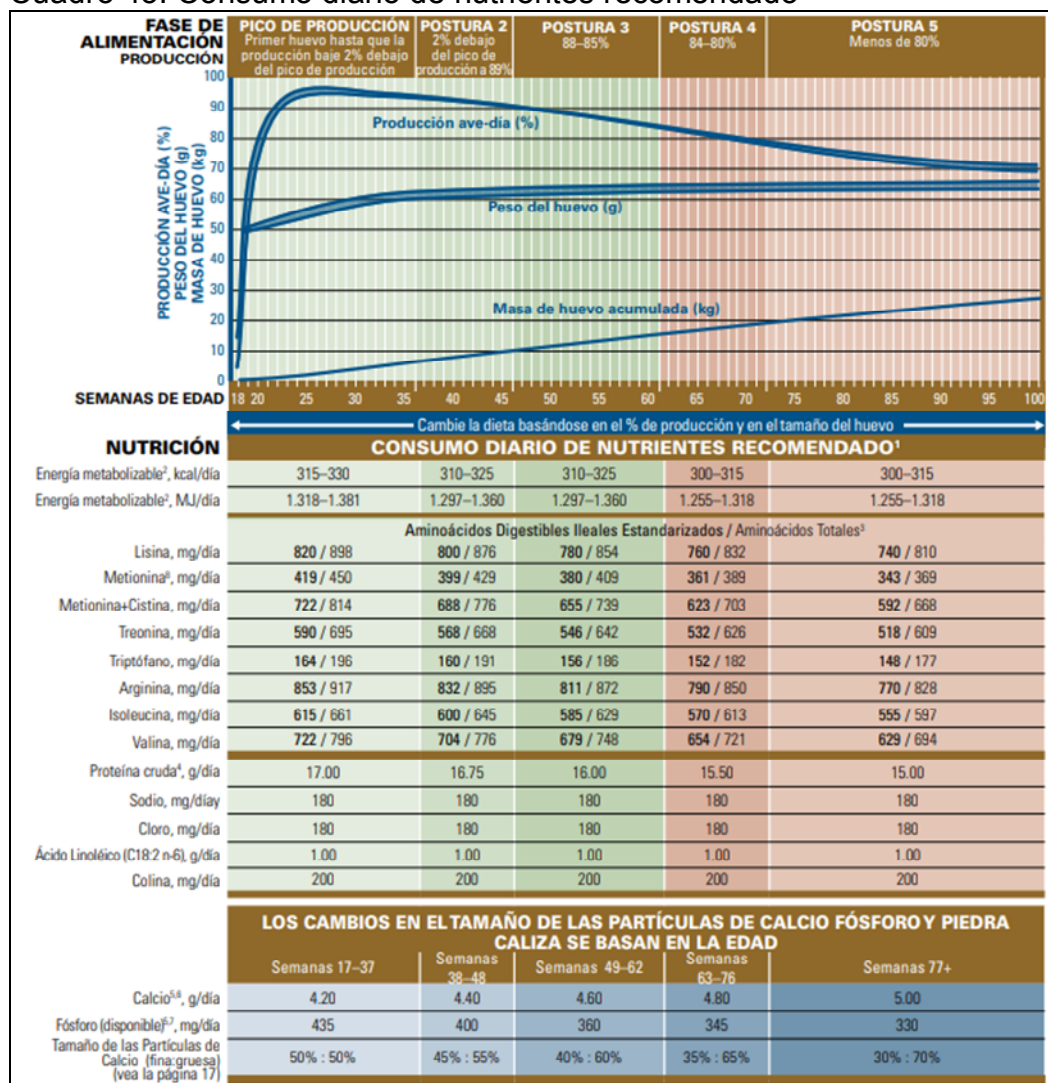 Cuadro 40. Consumo diario de nutrientes recomendado
FASE DE
ALIMENTACIÓN
PRODUCCIÓN
PICO DE PRODUCCIÓN
Primer huevo hasta que la
producción baje 2% debajo
del pico de producción
POSTURA 2
2% debajo
del pico de
producción a 89%
POSTURA 3
88–85%
POSTURA 4
84–80%
POSTURA 5
Menos de 80%
PRODUCCIÓN AVE-DÍA (%)
PESO DEL HUEVO (g)
MASA DE HUEVO (kg)
100
90
80
70
60
50
40
30
20
10
0
Producción ave-día (%)
Peso del huevo (g)
Masa de huevo acumulada (kg)
SEMANAS DE EDAD 18 20 25 30 35 40 45 50 55 60 65 70 75 80 85 90 95 100
Cambie la dieta basándose en el % de producción y en el tamaño del huevo
NUTRICIÓN CONSUMO DIARIO DE NUTRIENTES RECOMENDADO¹
Energía metabolizable², kcal/día 315–330 310–325 310–325 300–315 300–315
Energía metabolizable², MJ/día 1.318–1.381 1.297–1.360 1.297–1.360 1.255–1.318 1.255–1.318
Aminoácidos Digestibles Ileales Estandarizados / Aminoácidos Totales³
Lisina, mg/día 820 / 898 800 / 876 780 / 854 760 / 832 740 / 810
Metionina⁸, mg/día 419 / 450 399 / 429 380 / 409 361 / 389 343 / 369
Metionina+Cistina, mg/día 722 / 814 688 / 776 655 / 739 623 / 703 592 / 668
Treonina, mg/día 590 / 695 568 / 668 546 / 642 532 / 626 518 / 609
Triptófano, mg/día 164 / 196 160 / 191 156 / 186 152 / 182 148 / 177
Arginina, mg/día 853 / 917 832 / 895 811 / 872 790 / 850 770 / 828
Isoleucina, mg/día 615 / 661 600 / 645 585 / 629 570 / 613 555 / 597
Valina, mg/día 722 / 796 704 / 776 679 / 748 654 / 721 629 / 694
Proteína cruda⁴, g/día 17.00 16.75 16.00 15.50 15.00
Sodio, mg/díay 180 180 180 180 180
Cloro, mg/día 180 180 180 180 180
Ácido Linoléico (C18:2 n-6), g/día 1.00 1.00 1.00 1.00 1.00
Colina, mg/día 200 200 200 200 200
LOS CAMBIOS EN EL TAMAÑO DE LAS PARTÍCULAS DE CALCIO FÓSFORO Y PIEDRA
CALIZA SE BASAN EN LA EDAD
Semanas 17–37
Semanas
38–48
Semanas 49–62
Semanas
63–76
Semanas 77+
Calcio⁵,⁶, g/día 4.20 4.40 4.60 4.80 5.00
Fósforo (disponible)⁶,⁷, mg/día 435 400 360 345 330
Tamaño de las Partículas de
Calcio (fina:gruesa)
(vea la página 17)
50% : 50% 45% : 55% 40% : 60% 35% : 65% 30% : 70%